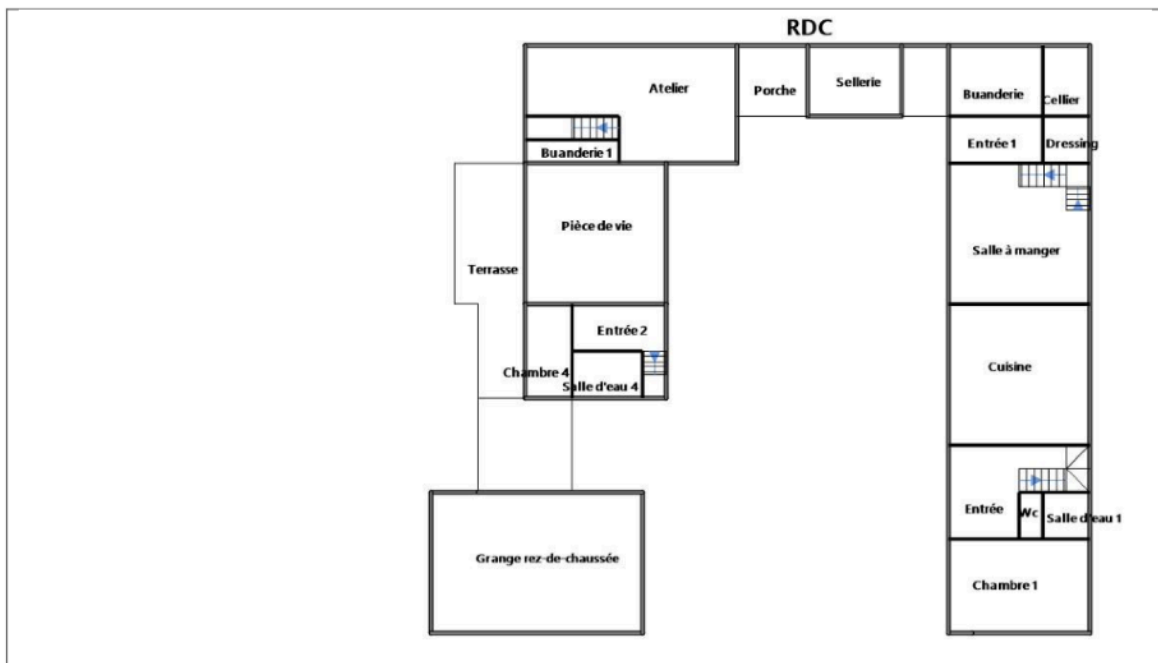 RDC
Atelier
Porche
Sellerie
Buanderie
Cellier
Buanderie 1
Entrée 1
Dressing
Pièce de vie
Salle à manger
Terrasse
Entrée 2
Chambre 4
Salle d'eau 4
Cuisine
Entrée
Wc
Salle d'eau 1
Grange rez-de-chaussée
Chambre 1